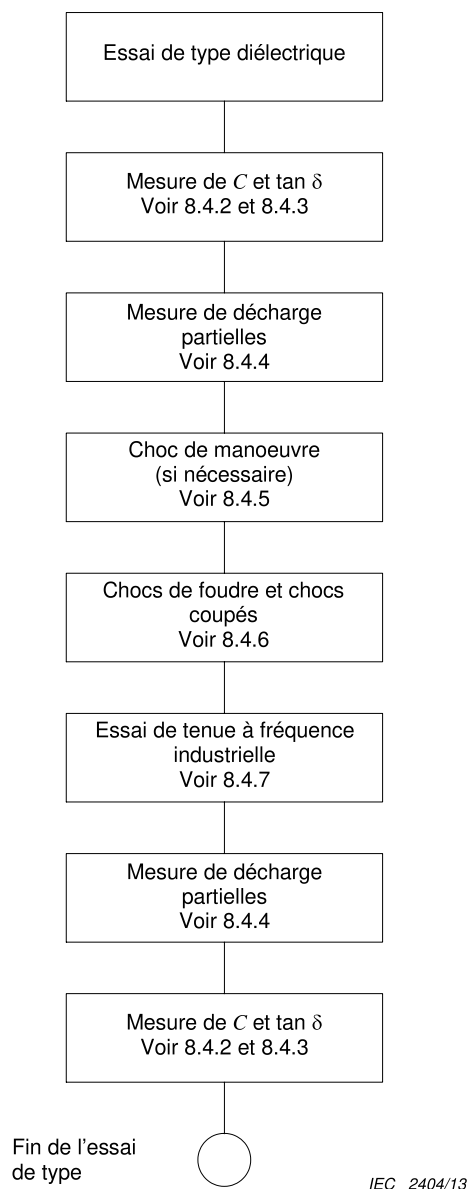 Essai de type diélectrique
Mesure de C et tan δ
Voir 8.4.2 et 8.4.3
Mesure de décharge
partielles
Voir 8.4.4
Choc de manoeuvre
(si nécessaire)
Voir 8.4.5
Chocs de foudre et chocs
coupés
Voir 8.4.6
Essai de tenue à fréquence
industrielle
Voir 8.4.7
Mesure de décharge
partielles
Voir 8.4.4
Mesure de C et tan δ
Voir 8.4.2 et 8.4.3
Fin de l'essai
de type
IEC 2404/13